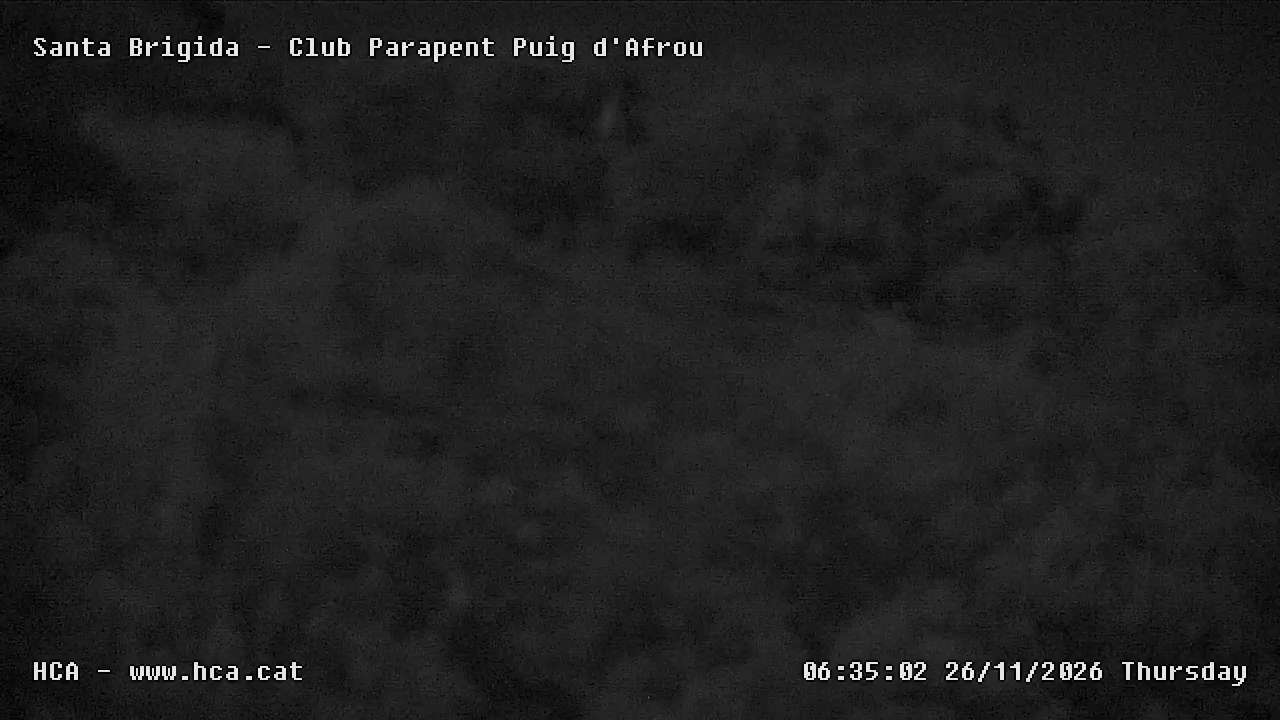 Santa Brigida - Club Parapent Puig d'Afrou
HCA - www.hca.cat
06:35:02 26/11/2026 Thursday